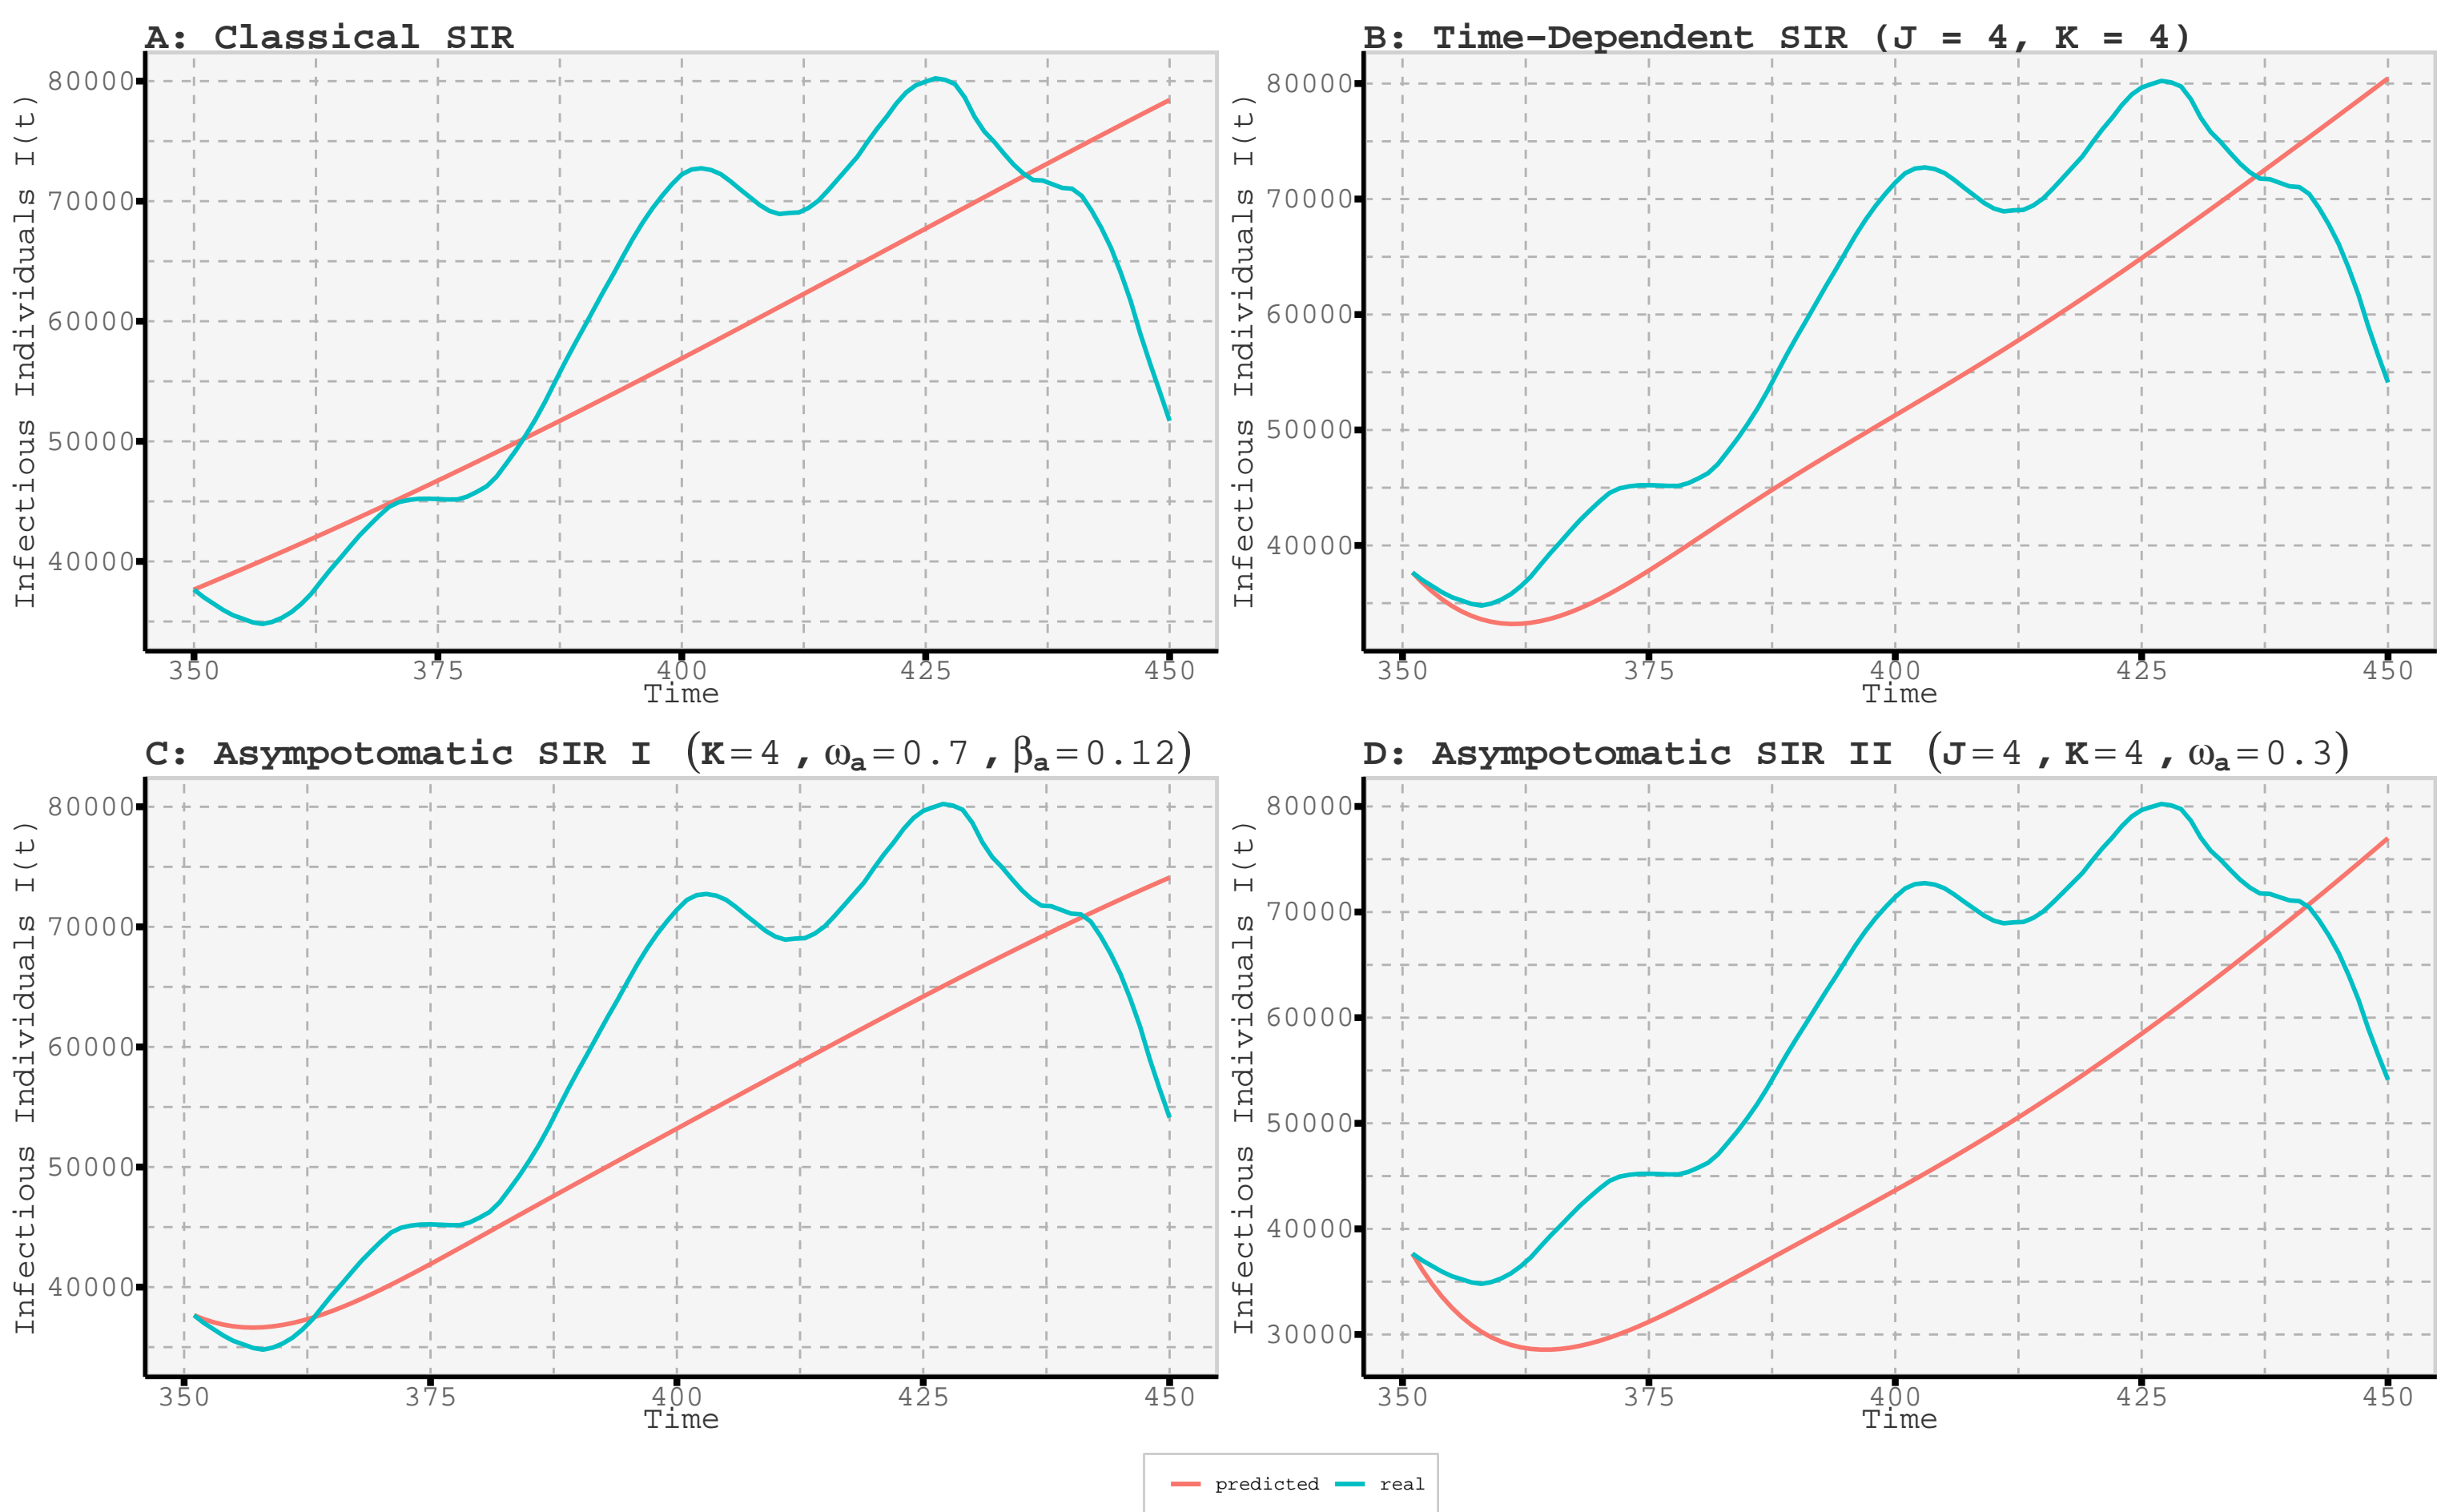 A: Classical SIR
Infectious Individuals I(t)
80000
70000
60000
50000
40000
350 375 400 425 450
Time
B: Time-Dependent SIR (J = 4, K = 4)
Infectious Individuals I(t)
80000
70000
60000
50000
40000
350 375 400 425 450
Time
C: Asympotomatic SIR I (K=4 , ωa=0.7 , βa=0.12)
Infectious Individuals I(t)
80000
70000
60000
50000
40000
350 375 400 425 450
Time
D: Asympotomatic SIR II (J=4 , K=4 , ωa=0.3)
Infectious Individuals I(t)
80000
70000
60000
50000
40000
30000
350 375 400 425 450
Time
predicted real